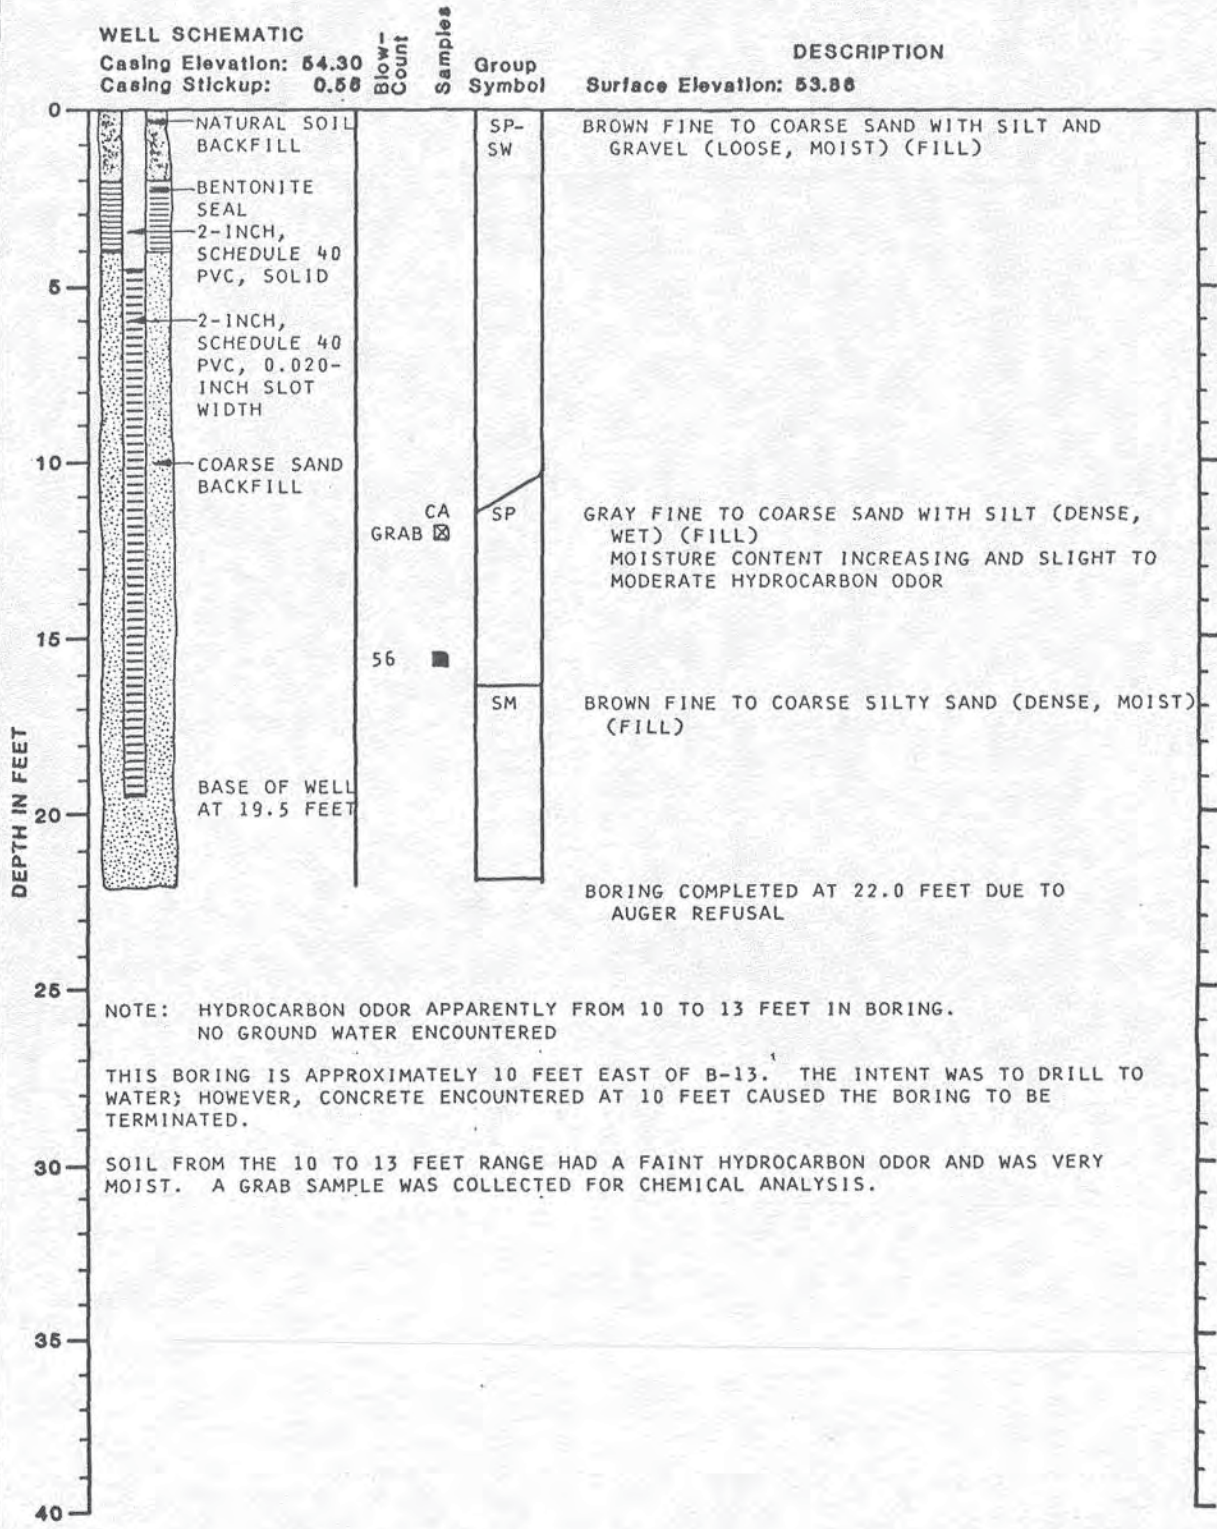 WELL SCHEMATIC
Casing Elevation: 54.30
Casing Stickup: 0.56
Blow-Count
Samples
Group
Symbol
DESCRIPTION
Surface Elevation: 53.86
0
NATURAL SOIL
BACKFILL
SP-
SW
BROWN FINE TO COARSE SAND WITH SILT AND
GRAVEL (LOOSE, MOIST) (FILL)
BENTONITE
SEAL
2-INCH,
SCHEDULE 40
PVC, SOLID
5
2-INCH,
SCHEDULE 40
PVC, 0.020-
INCH SLOT
WIDTH
10
COARSE SAND
BACKFILL
CA
GRAB
SP
GRAY FINE TO COARSE SAND WITH SILT (DENSE,
WET) (FILL)
MOISTURE CONTENT INCREASING AND SLIGHT TO
MODERATE HYDROCARBON ODOR
15
56
SM
BROWN FINE TO COARSE SILTY SAND (DENSE, MOIST)
(FILL)
DEPTH IN FEET
BASE OF WELL
AT 19.5 FEET
20
BORING COMPLETED AT 22.0 FEET DUE TO
AUGER REFUSAL
25
NOTE: HYDROCARBON ODOR APPARENTLY FROM 10 TO 13 FEET IN BORING.
NO GROUND WATER ENCOUNTERED
THIS BORING IS APPROXIMATELY 10 FEET EAST OF B-13. THE INTENT WAS TO DRILL TO
WATER; HOWEVER, CONCRETE ENCOUNTERED AT 10 FEET CAUSED THE BORING TO BE
TERMINATED.
30
SOIL FROM THE 10 TO 13 FEET RANGE HAD A FAINT HYDROCARBON ODOR AND WAS VERY
MOIST. A GRAB SAMPLE WAS COLLECTED FOR CHEMICAL ANALYSIS.
35
40